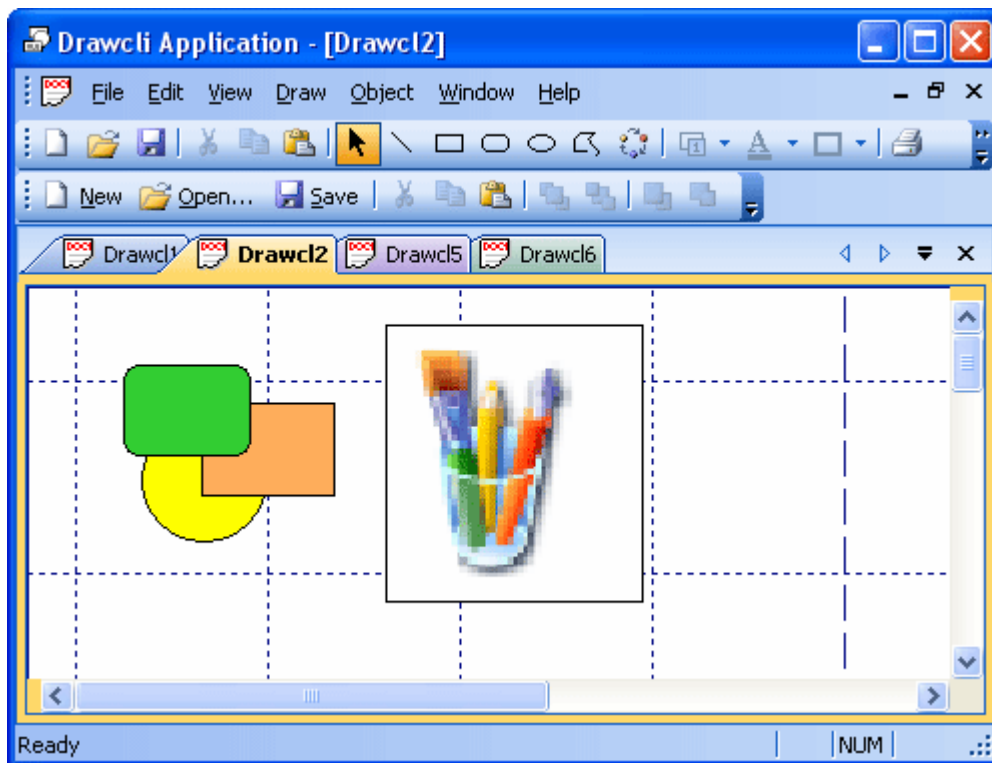 Drawcli Application - [Drawcl2]
File Edit View Draw Object Window Help
New Open... Save
Drawcl1 Drawcl2 Drawcl5 Drawcl6
Ready NUM